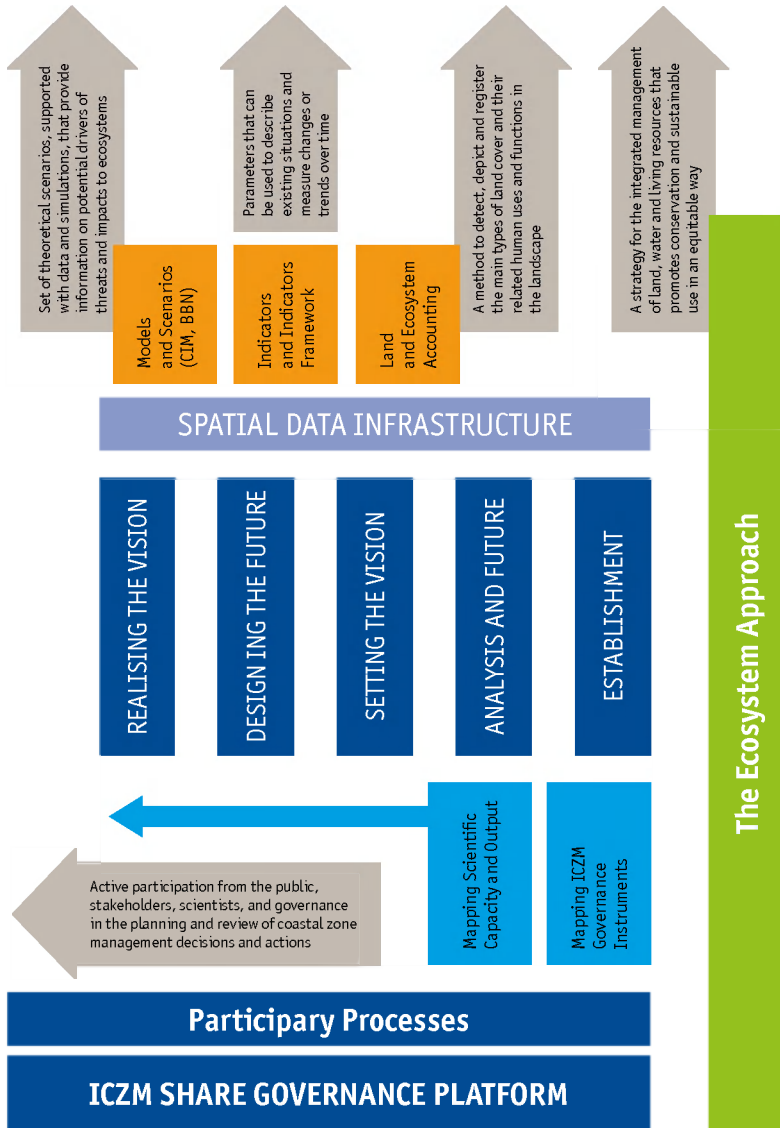 Set of theoretical scenarios, supported
with data and simulations, that provide
information on potential drivers of
threats and impacts to ecosystems
Parameters that can
be used to describe
existing situations and
measure changes or
trends over time
A method to detect, depict and register
the main types of land cover and their
related human uses and functions in
the landscape
A strategy for the integrated management
of land, water and living resources that
promotes conservation and sustainable
use in an equitable way
Models
and Scenarios
(CIM, BBN)
Indicators
and Indicators
Framework
Land
and Ecosystem
Accounting
SPATIAL DATA INFRASTRUCTURE
REALISING THE VISION
DESIGN ING THE FUTURE
SETTING THE VISION
ANALYSIS AND FUTURE
ESTABLISHMENT
Active participation from the public,
stakeholders, scientists, and governance
in the planning and review of coastal zone
management decisions and actions
Mapping Scientific
Capacity and Output
Mapping ICZM
Governance
Instruments
Participary Processes
ICZM SHARE GOVERNANCE PLATFORM
The Ecosystem Approach